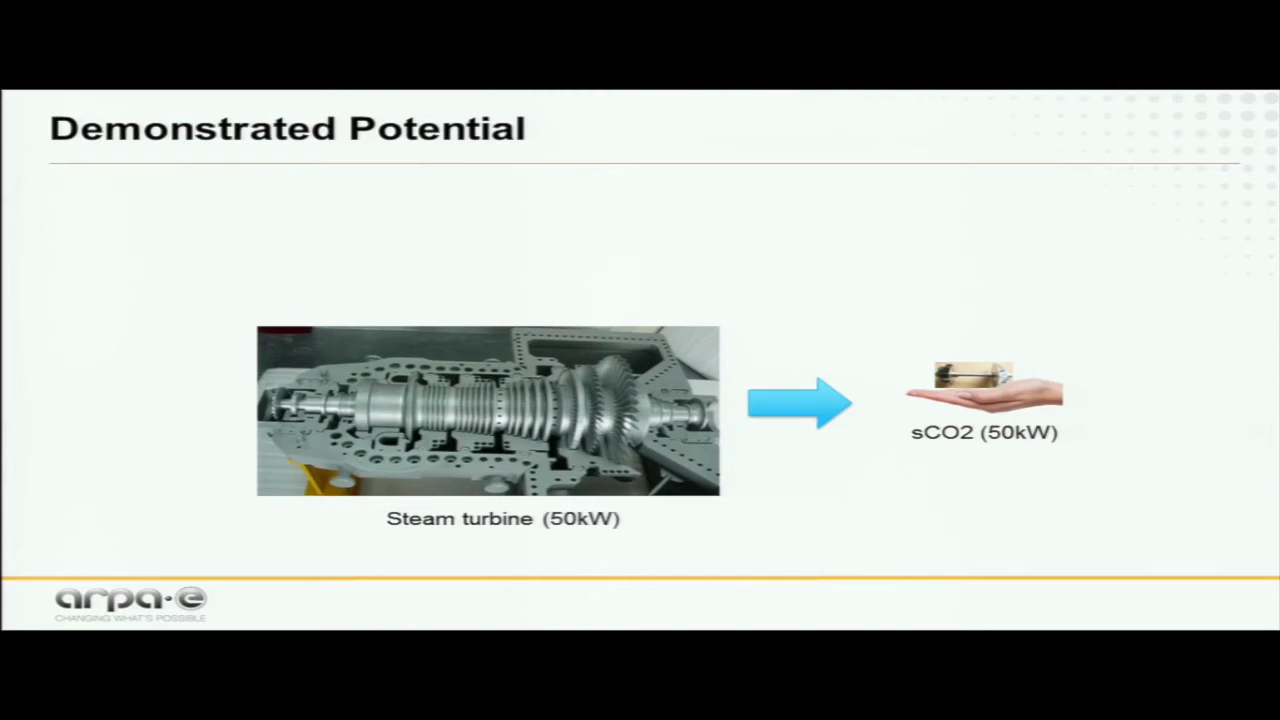 Demonstrated Potential
sCO2 (50kW)
Steam turbine (50kW)
arpa·e
CHANGING WHAT'S POSSIBLE